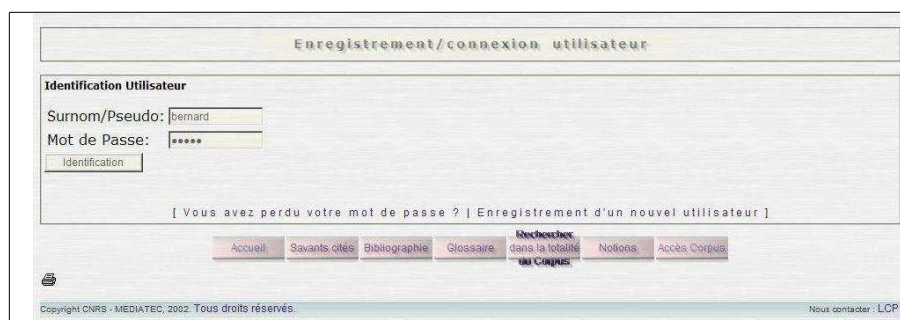 Enregistrement/connexion utilisateur
Identification Utilisateur
Surnom/Pseudo: bernard
Mot de Passe: •••••
Identification
[ Vous avez perdu votre mot de passe ? | Enregistrement d'un nouvel utilisateur ]
Accueil Savants cités Bibliographie Glossaire Rechercher dans la totalité du Corpus Notions Accès Corpus
Copyright CNRS - MEDIATEC, 2002. Tous droits réservés. Nous contacter : LCP